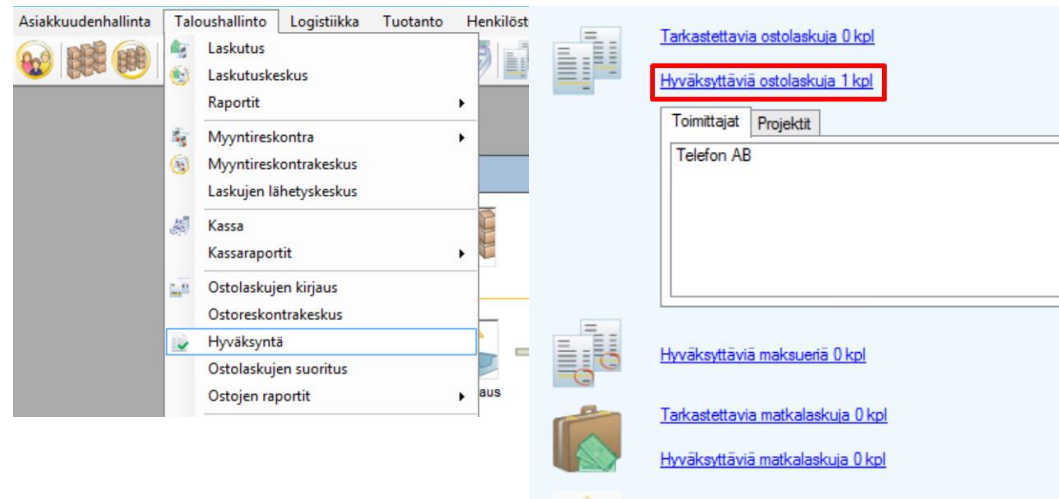 Asiakkuudenhallinta Taloushallinto Logistiikka Tuotanto
Laskutus
Laskutuskeskus
Raportit
Myyntireskontra
Myyntireskontrakeskus
Laskujen lähetyskeskus
Kassa
Kassaraportit
Ostolaskujen kirjaus
Ostoreskontrakeskus
Hyväksyntä
Ostolaskujen suoritus
Ostojen raportit
Tarkastettavia ostolaskuja 0 kpl
Hyväksyttäviä ostolaskuja 1 kpl
Toimittajat Projektit
Telefon AB
Hyväksyttäviä maksueriä 0 kpl
Tarkastettavia matkalaskuja 0 kpl
Hyväksyttäviä matkalaskuja 0 kpl